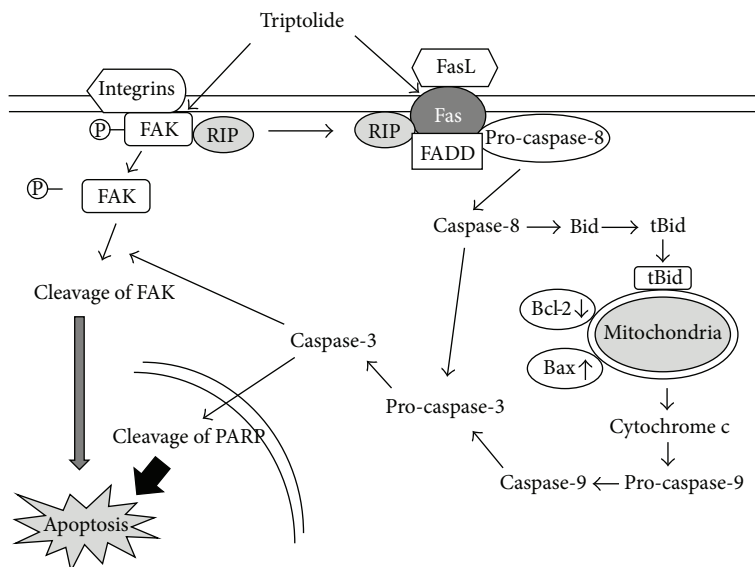 Triptolide
Integrins
FasL
P
FAK
RIP
RIP
Fas
FADD
Pro-caspase-8
P
FAK
Caspase-8
Bid
tBid
tBid
Cleavage of FAK
Bcl-2 ↓
Mitochondria
Caspase-3
Bax ↑
Pro-caspase-3
Cytochrome c
Cleavage of PARP
Caspase-9
Pro-caspase-9
Apoptosis